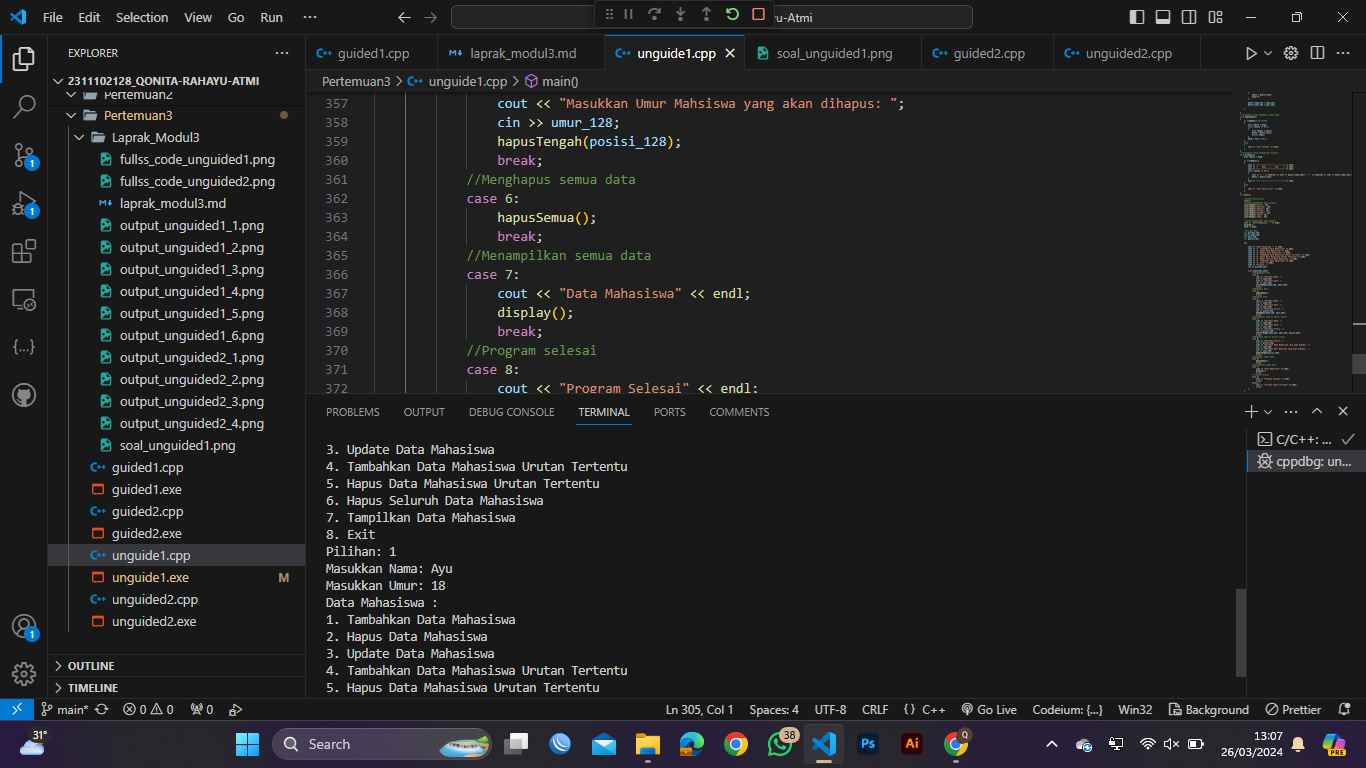 File Edit Selection View Go Run ···
yu-Atmi
EXPLORER
guided1.cpp
laprak_modul3.md
unguide1.cpp
soal_unguided1.png
guided2.cpp
unguided2.cpp
Pertemuan3 > unguide1.cpp > main()
2311102128_QONITA-RAHAYU-ATMI
Pertemuan2
Pertemuan3
Laprak_Modul3
fullss_code_unguided1.png
fullss_code_unguided2.png
laprak_modul3.md
output_unguided1_1.png
output_unguided1_2.png
output_unguided1_3.png
output_unguided1_4.png
output_unguided1_5.png
output_unguided1_6.png
output_unguided2_1.png
output_unguided2_2.png
output_unguided2_3.png
output_unguided2_4.png
soal_unguided1.png
guided1.cpp
guided1.exe
guided2.cpp
guided2.exe
unguide1.cpp
unguide1.exe M
unguided2.cpp
unguided2.exe
OUTLINE
TIMELINE
1
1
1
357 cout << "Masukkan Umur Mahsiswa yang akan dihapus: ";
358 cin >> umur_128;
359 hapusTengah(posisi_128);
360 break;
361 //Menghapus semua data
362 case 6:
363 hapusSemua();
364 break;
365 //Menampilkan semua data
366 case 7:
367 cout << "Data Mahasiswa" << endl;
368 display();
369 break;
370 //Program selesai
371 case 8:
372 cout << "Program Selesai" << endl;
PROBLEMS OUTPUT DEBUG CONSOLE TERMINAL PORTS COMMENTS
3. Update Data Mahasiswa
4. Tambahkan Data Mahasiswa Urutan Tertentu
5. Hapus Data Mahasiswa Urutan Tertentu
6. Hapus Seluruh Data Mahasiswa
7. Tampilkan Data Mahasiswa
8. Exit
Pilihan: 1
Masukkan Nama: Ayu
Masukkan Umur: 18
Data Mahasiswa :
1. Tambahkan Data Mahasiswa
2. Hapus Data Mahasiswa
3. Update Data Mahasiswa
4. Tambahkan Data Mahasiswa Urutan Tertentu
5. Hapus Data Mahasiswa Urutan Tertentu
C/C++: ...
cppdbg: un...
main* 0 0 0 Ln 305, Col 1 Spaces: 4 UTF-8 CRLF {} C++ Go Live Codeium: {...} Win32 Background Prettier
31°
Search
38
Ps
Ai
Q
PRE
13:07
26/03/2024